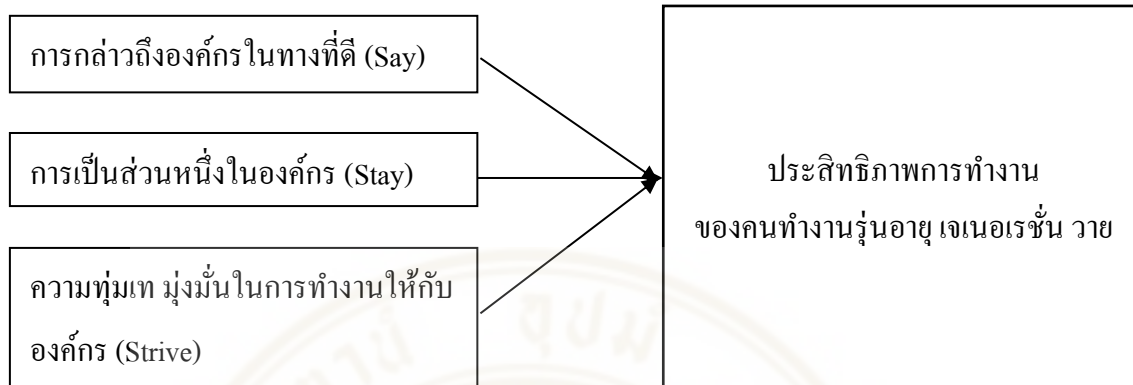 การกล่าวถึงองค์กรในทางที่ดี (Say)
การเป็นส่วนหนึ่งในองค์กร (Stay)
ความทุ่มเท มุ่งมั่นในการทำงานให้กับ
องค์กร (Strive)
ประสิทธิภาพการทำงาน
ของคนทำงานรุ่นอายุ เจเนอเรชั่น วาย